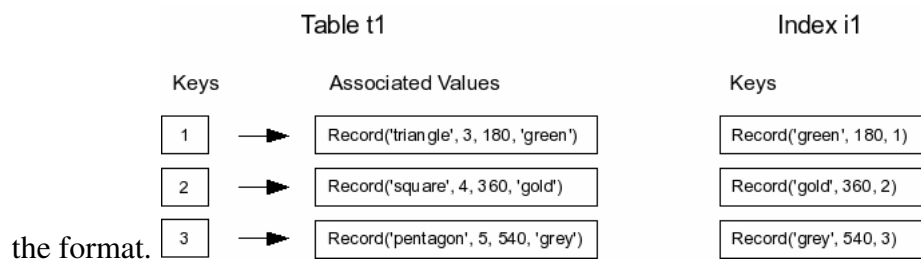 Table t1 Index i1
Keys Associated Values Keys
1 Record('triangle', 3, 180, 'green') Record('green', 180, 1)
2 Record('square', 4, 360, 'gold') Record('gold', 360, 2)
the format. 3 Record('pentagon', 5, 540, 'grey') Record('grey', 540, 3)